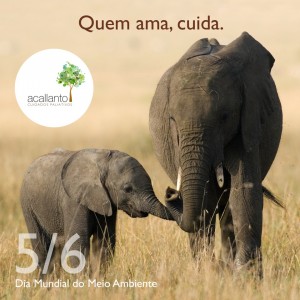 Quem ama, cuida.
acallanto
CUIDADOS PALIATIVOS
5/6
Dia Mundial do Meio Ambiente